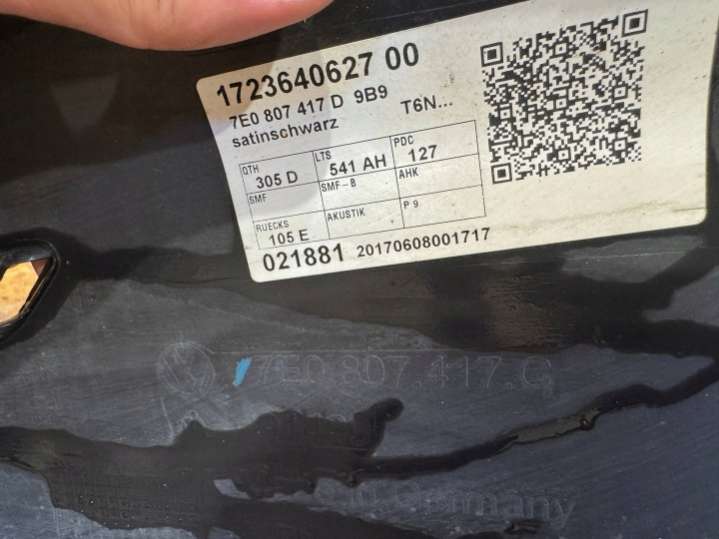 1723640627 00
7E0 807 417 D 9B9 T6N...
satinschwarz
QTH 305 D LTS 541 AH PDC 127
SMF SMF-B AHK
RUECKS 105 E AKUSTIK P 9
021881 20170608001717
7E0.807.417.G
Germany